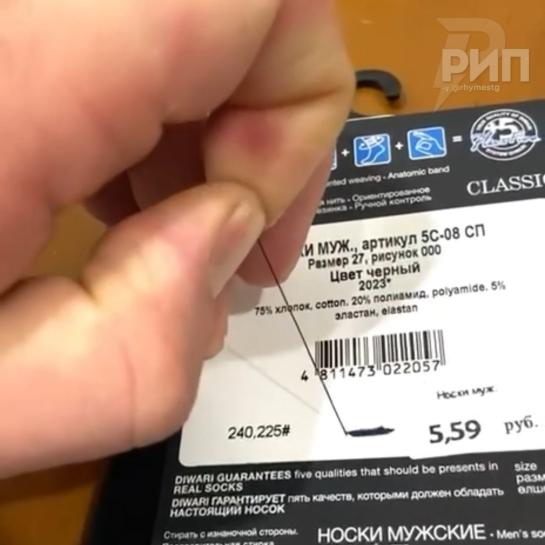 РИП
+ + =
nted weaving - Anatomic band
нить - Ориентированное
вязинка - Ручной контроль
CLASSIC
КИ МУЖ., артикул 5С-08 СП
Размер 27, рисунок 000
Цвет черный
2023*
75% хлопок, cotton. 20% полиамид, polyamide. 5%
эластан, elastan
4 811473 022057
Носки муж.
240,225# 5,59 руб.
DIWARI GUARANTEES five qualities that should be presents in
REAL SOCKS
DIWARI ГАРАНТИРУЕТ пять качеств, которыми должен обладать
НАСТОЯЩИЙ НОСОК
size
разм
Стирать с изнаночной стороны.
НОСКИ МУЖСКИЕ - Men's so